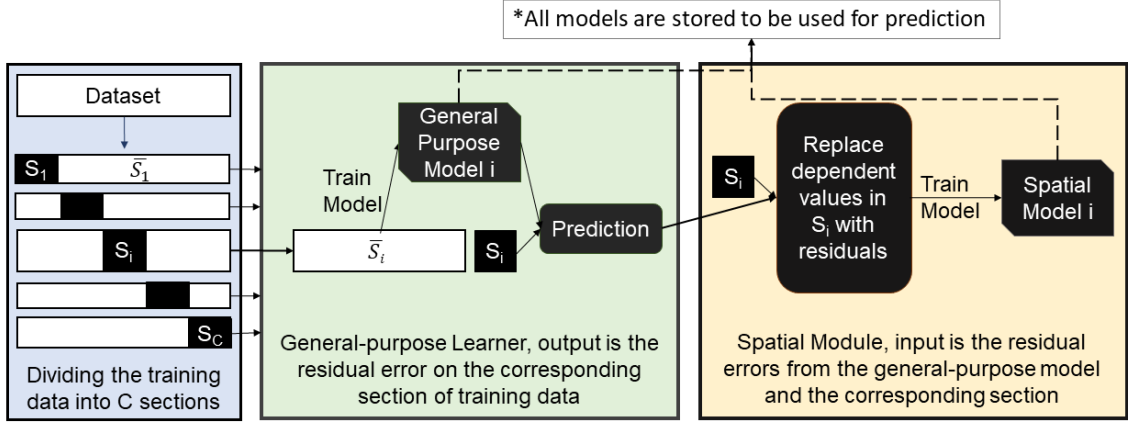 *All models are stored to be used for prediction
Dataset
S₁
S̅₁
Sᵢ
S_C
Dividing the training
data into C sections
General
Purpose
Model i
Train
Model
S̅ᵢ
Sᵢ
Prediction
General-purpose Learner, output is the
residual error on the corresponding
section of training data
Sᵢ
Replace
dependent
values in
Sᵢ with
residuals
Train
Model
Spatial
Model i
Spatial Module, input is the residual
errors from the general-purpose model
and the corresponding section